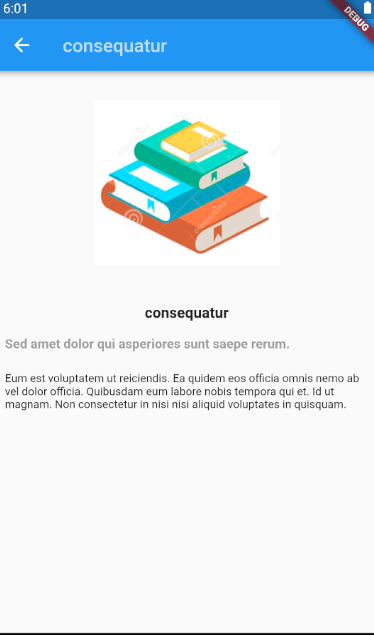 6:01
DEBUG
consequatur
consequatur
Sed amet dolor qui asperiores sunt saepe rerum.
Eum est voluptatem ut reiciendis. Ea quidem eos officia omnis nemo ab
vel dolor officia. Quibusdam eum labore nobis tempora qui et. Id ut
magnam. Non consectetur in nisi nisi aliquid voluptates in quisquam.